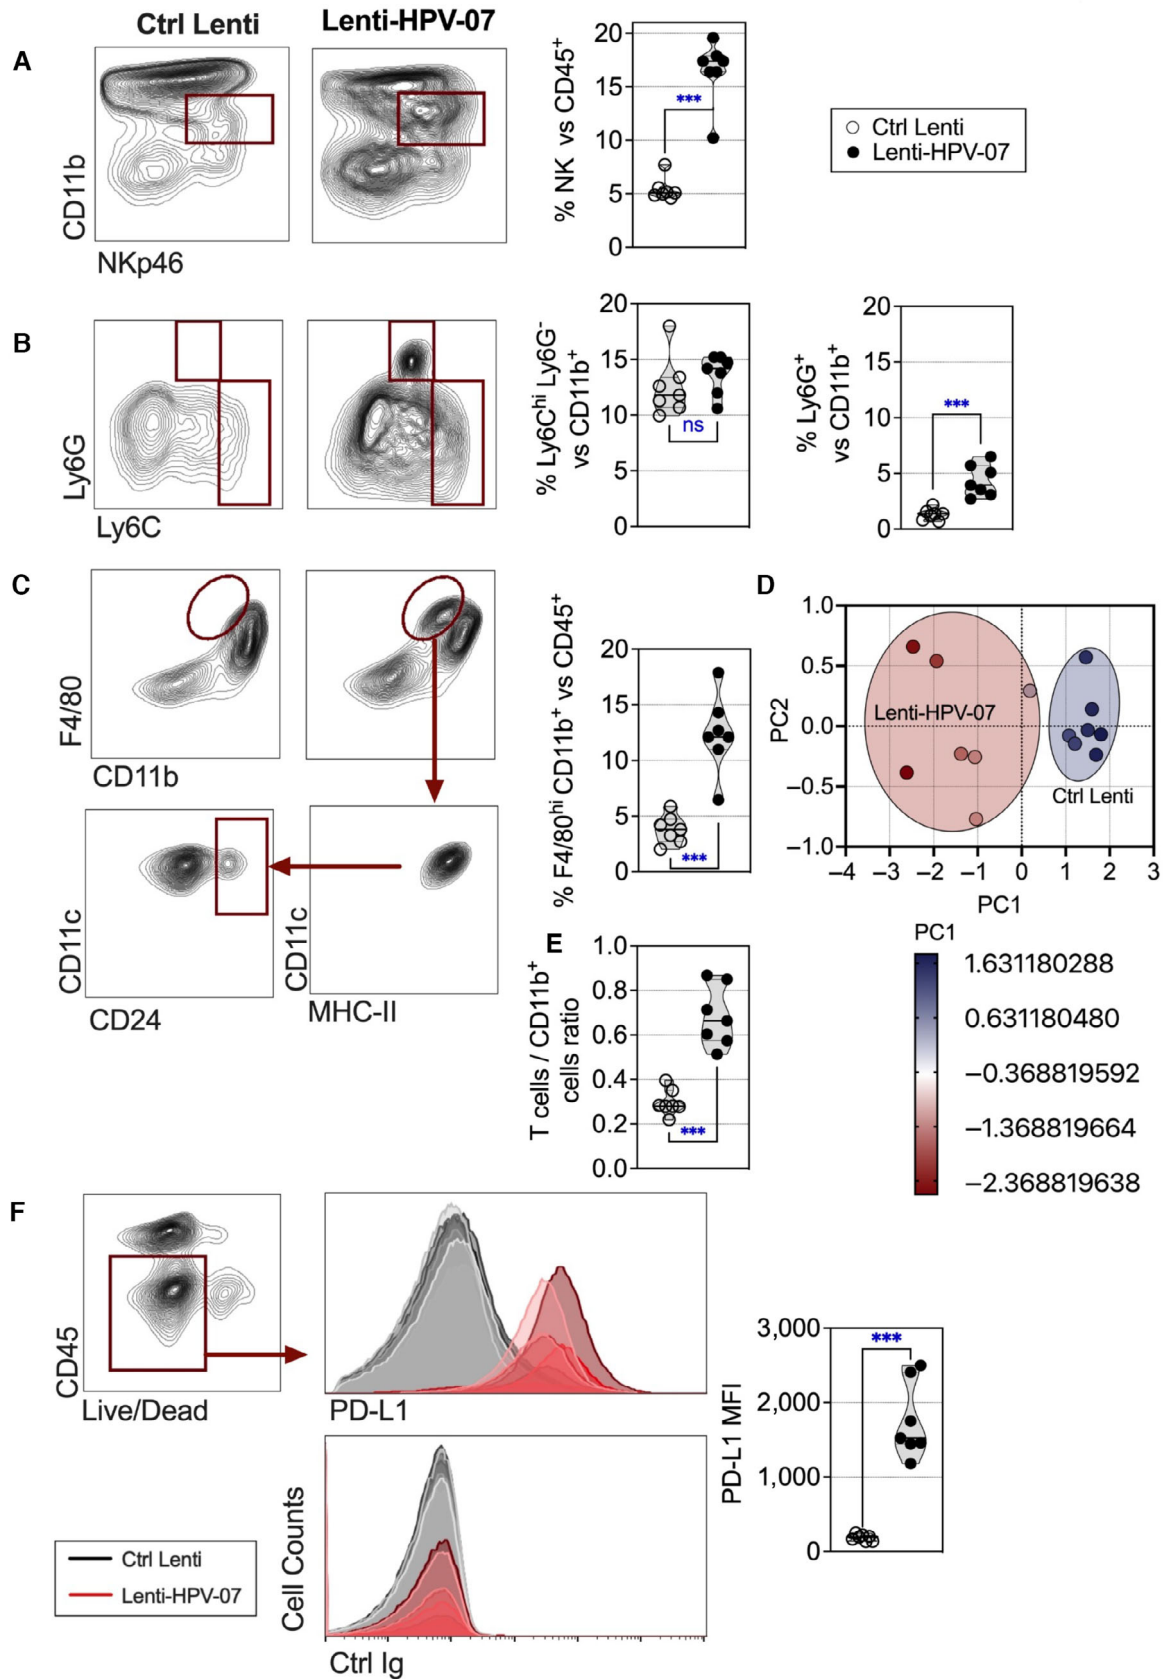 Ctrl Lenti
Lenti-HPV-07
A
CD11b
NKp46
% NK vs CD45+
20
15
10
5
0
***
Ctrl Lenti
Lenti-HPV-07
B
Ly6G
Ly6C
% Ly6Chi Ly6G-
vs CD11b+
20
15
10
5
0
ns
% Ly6G+
vs CD11b+
20
15
10
5
0
***
C
F4/80
CD11b
CD11c
CD24
CD11c
MHC-II
% F4/80hi CD11b+ vs CD45+
20
15
10
5
0
***
D
PC2
1.0
0.5
0.0
−0.5
−1.0
Lenti-HPV-07
Ctrl Lenti
−4 −3 −2 −1 0 1 2 3
PC1
PC1
1.631180288
0.631180480
−0.368819592
−1.368819664
−2.368819638
E
T cells / CD11b+
cells ratio
1.0
0.8
0.6
0.4
0.2
0.0
***
F
CD45
Live/Dead
PD-L1
Cell Counts
Ctrl Ig
Ctrl Lenti
Lenti-HPV-07
PD-L1 MFI
3,000
2,000
1,000
0
***